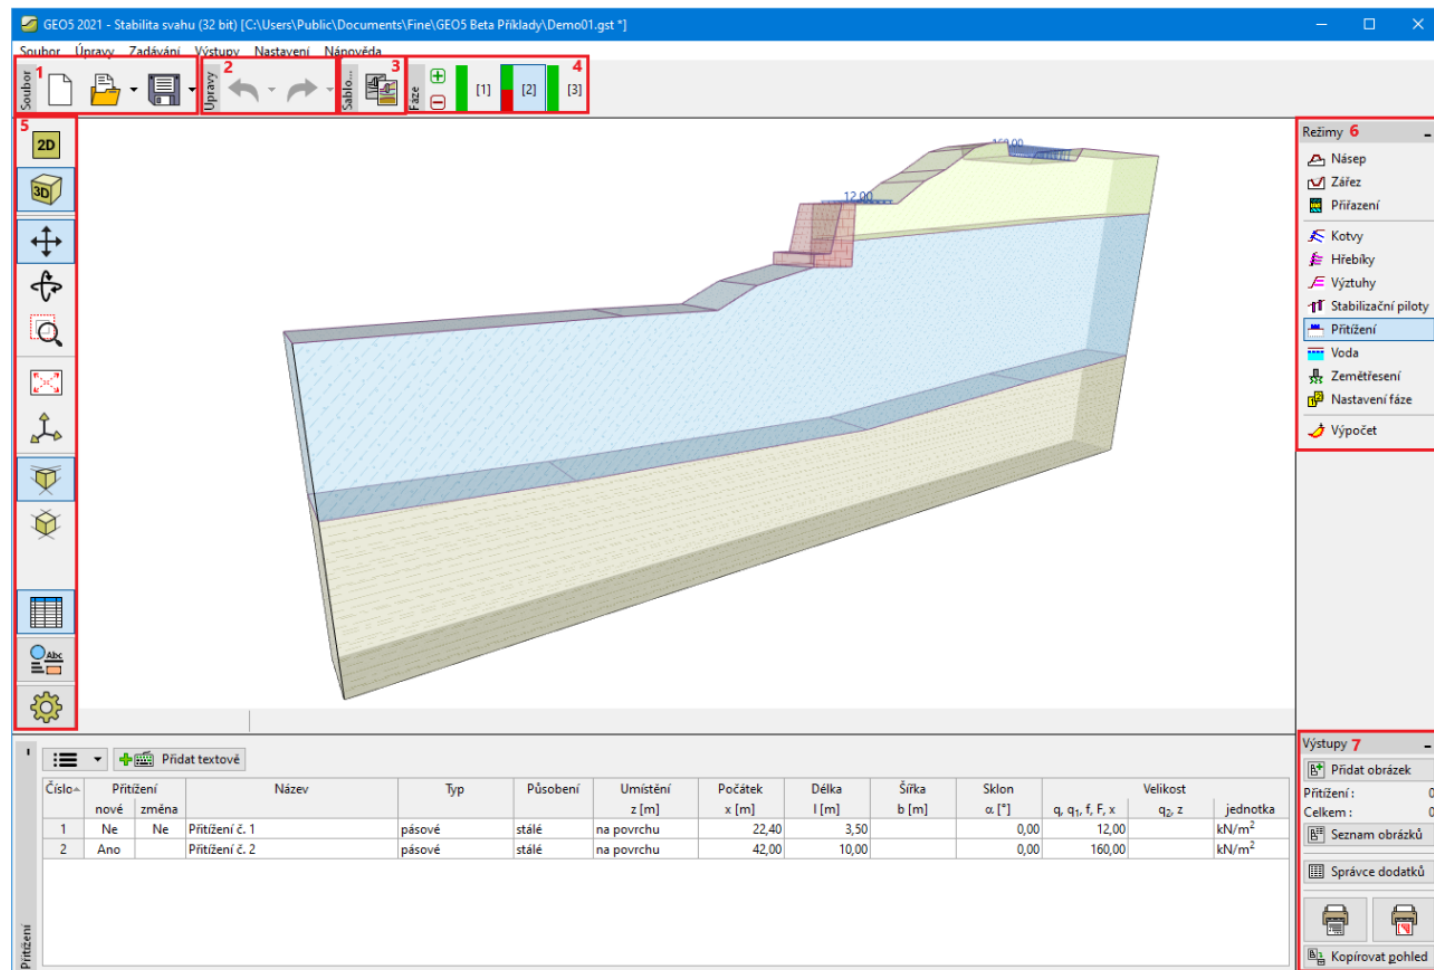 GEO5 2021 - Stabilita svahu (32 bit) [C:\Users\Public\Documents\Fine\GEO5 Beta Příklady\Demo01.gst *]
Soubor Úpravy Zadávání Výstupy Nastavení Nápověda
1 Soubor
2 Úpravy
3 Šablo...
4 Fáze [1] [2] [3]
5
2D
3D
Abc
160,00
12,00
Režimy 6
Násep
Zářez
Přiřazení
Kotvy
Hřebíky
Výztuhy
Stabilizační piloty
Přitížení
Voda
Zemětřesení
Nastavení fáze
Výpočet
Výstupy 7
Přidat obrázek
Přitížení : 0
Celkem : 0
Seznam obrázků
Správce dodatků
Kopírovat pohled
Přitížení
Přidat textově
Číslo Přitížení Název Typ Působení Umístění Počátek Délka Šířka Sklon Velikost
nové změna z [m] x [m] l [m] b [m] α [°] q, q₁, f, F, x q₂, z jednotka
1 Ne Ne Přitížení č. 1 pásové stálé na povrchu 22,40 3,50 0,00 12,00 kN/m²
2 Ano Přitížení č. 2 pásové stálé na povrchu 42,00 10,00 0,00 160,00 kN/m²